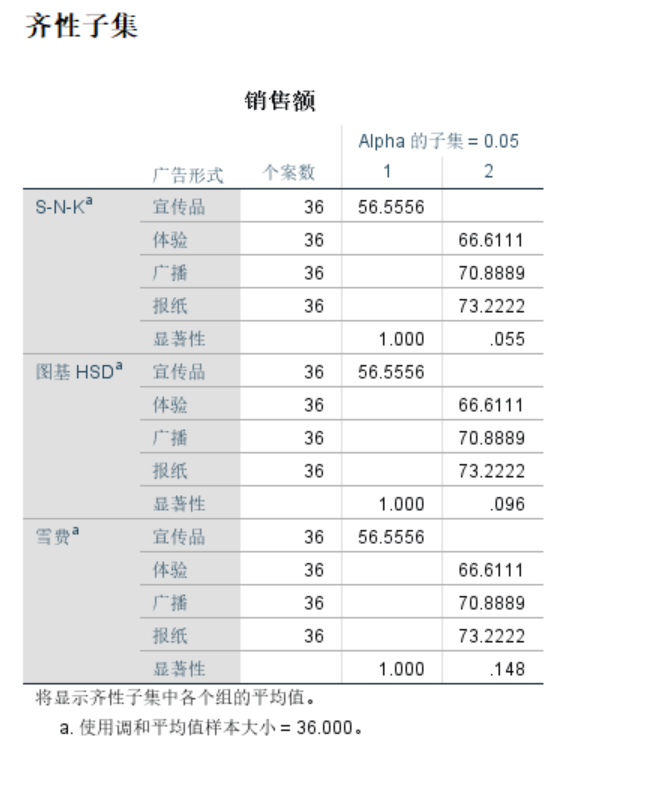 齐性子集
销售额
Alpha 的子集 = 0.05
广告形式 个案数 1 2
S-N-Kª 宣传品 36 56.5556
体验 36 66.6111
广播 36 70.8889
报纸 36 73.2222
显著性 1.000 .055
图基 HSDª 宣传品 36 56.5556
体验 36 66.6111
广播 36 70.8889
报纸 36 73.2222
显著性 1.000 .096
雪费ª 宣传品 36 56.5556
体验 36 66.6111
广播 36 70.8889
报纸 36 73.2222
显著性 1.000 .148
将显示齐性子集中各个组的平均值。
a. 使用调和平均值样本大小 = 36.000。